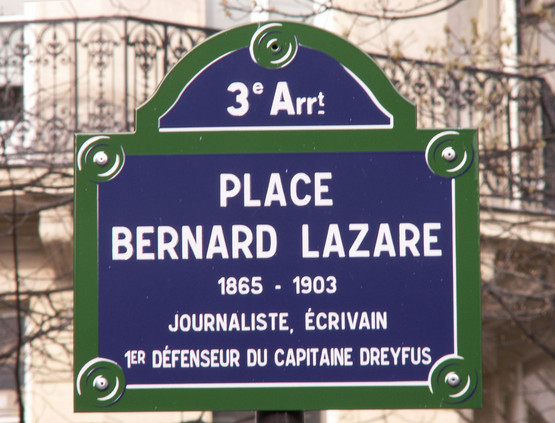 3e Arrt
PLACE
BERNARD LAZARE
1865 - 1903
JOURNALISTE, ÉCRIVAIN
1ER DÉFENSEUR DU CAPITAINE DREYFUS